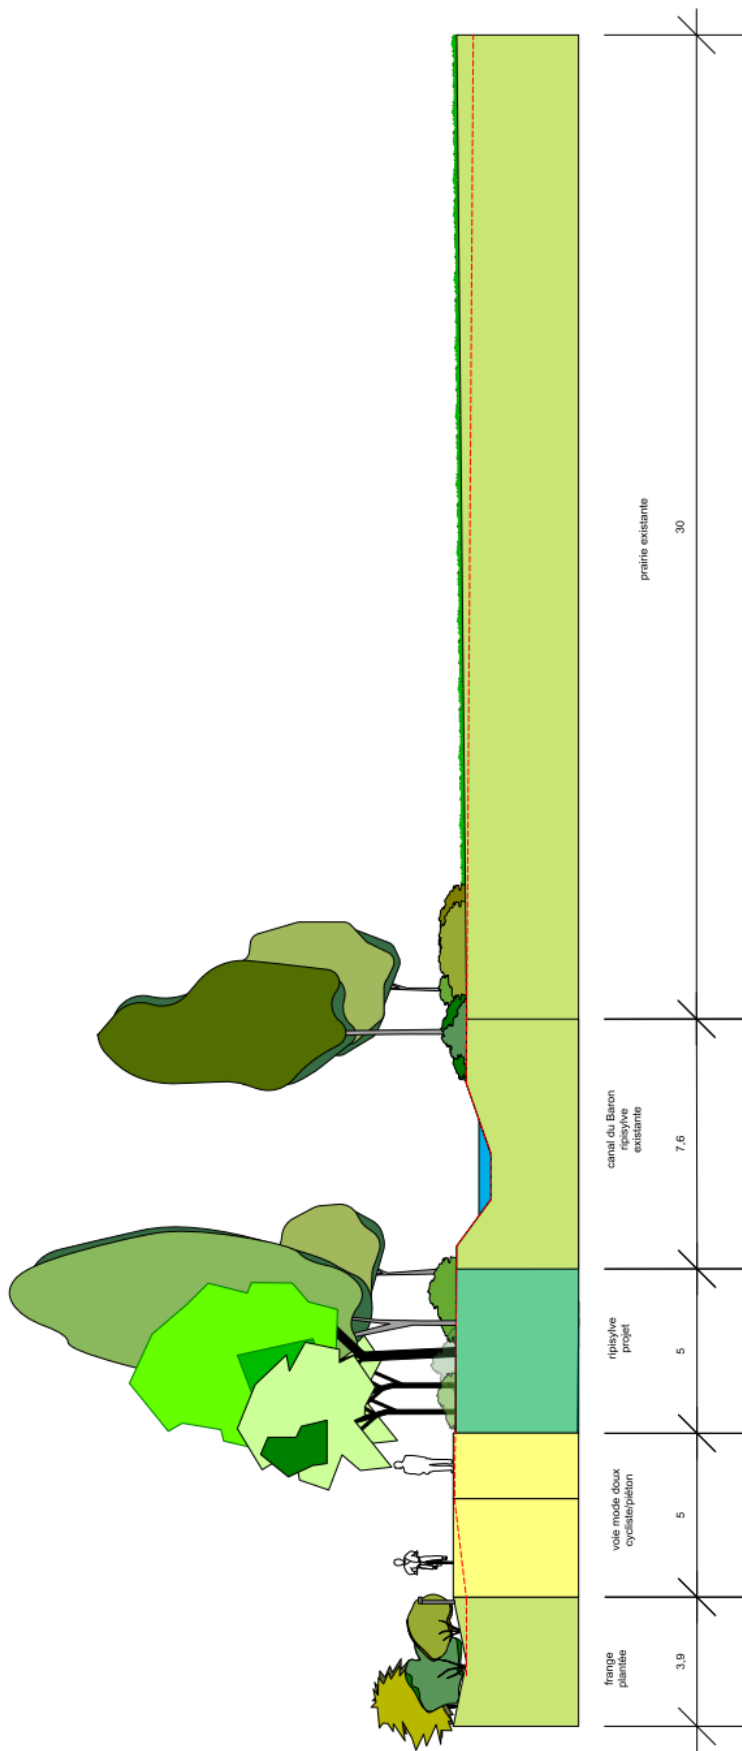 frange
plantée
3,9
voie mode doux
cycliste/piéton
5
ripisylve
projet
5
canal du Baron
ripisylve
existante
7,6
prairie existante
30